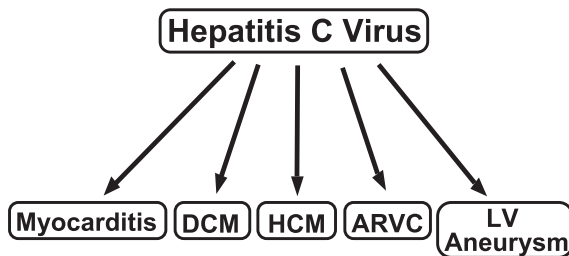 Hepatitis C Virus
Myocarditis
DCM
HCM
ARVC
LV
Aneurysm